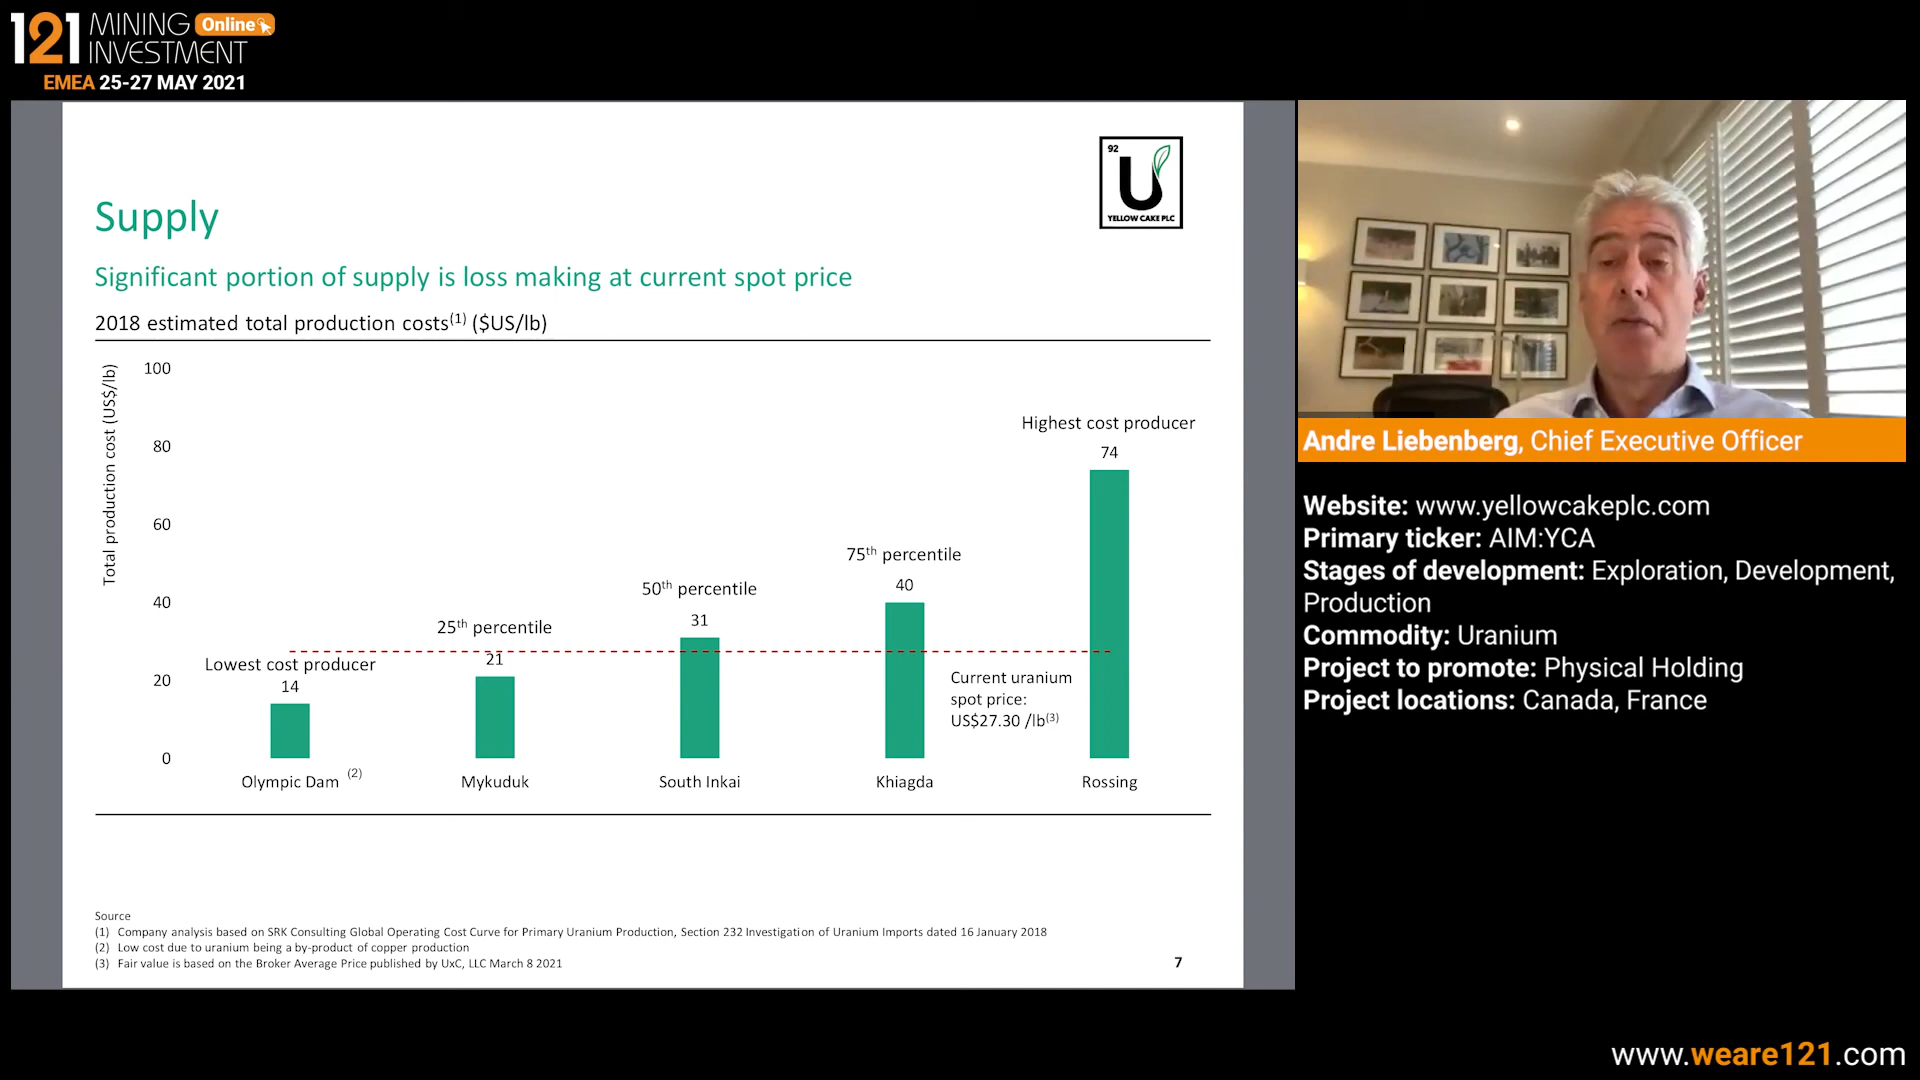 121 MINING INVESTMENT Online
EMEA 25-27 MAY 2021
92
U
YELLOW CAKE PLC
Supply
Significant portion of supply is loss making at current spot price
2018 estimated total production costs(1) ($US/lb)
Total production cost (US$/lb)
100
80
60
40
20
0
Lowest cost producer
14
25th percentile
21
50th percentile
31
75th percentile
40
Highest cost producer
74
Current uranium
spot price:
US$27.30 /lb(3)
Olympic Dam (2)
Mykuduk
South Inkai
Khiagda
Rossing
Source
(1) Company analysis based on SRK Consulting Global Operating Cost Curve for Primary Uranium Production, Section 232 Investigation of Uranium Imports dated 16 January 2018
(2) Low cost due to uranium being a by-product of copper production
(3) Fair value is based on the Broker Average Price published by UxC, LLC March 8 2021
7
Andre Liebenberg, Chief Executive Officer
Website: www.yellowcakeplc.com
Primary ticker: AIM:YCA
Stages of development: Exploration, Development,
Production
Commodity: Uranium
Project to promote: Physical Holding
Project locations: Canada, France
www.weare121.com